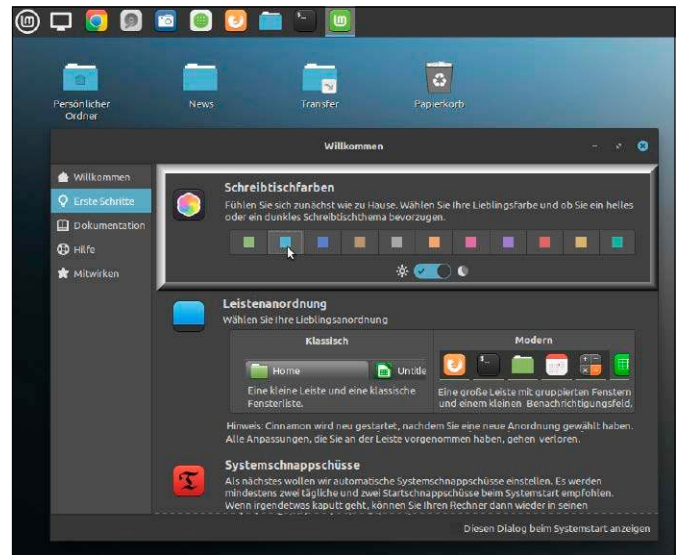 Persönlicher
Ordner
News
Transfer
Papierkorb
Willkommen
Willkommen
Erste Schritte
Dokumentation
Hilfe
Mitwirken
Schreibtischfarben
Fühlen Sie sich zunächst wie zu Hause. Wählen Sie Ihre Lieblingsfarbe und ob Sie ein helles
oder ein dunkles Schreibtischthema bevorzugen.
Leistenanordnung
Wählen Sie Ihre Lieblingsanordnung
Klassisch
Home
Untitle
Eine kleine Leiste und eine klassische
Fensterliste.
Modern
Eine große Leiste mit gruppierten Fenstern
und einem kleinen Benachrichtigungsfeld.
Hinweis: Cinnamon wird neu gestartet, nachdem Sie eine neue Anordnung gewählt haben.
Alle Anpassungen, die Sie an der Leiste vorgenommen haben, gehen verloren.
Systemschnappschüsse
Als nächstes wollen wir automatische Systemschnappschüsse einstellen. Es werden
mindestens zwei tägliche und zwei Startschnappschüsse beim Systemstart empfohlen.
Wenn irgendetwas kaputt geht, können Sie Ihren Rechner dann wieder in seinen
Diesen Dialog beim Systemstart anzeigen